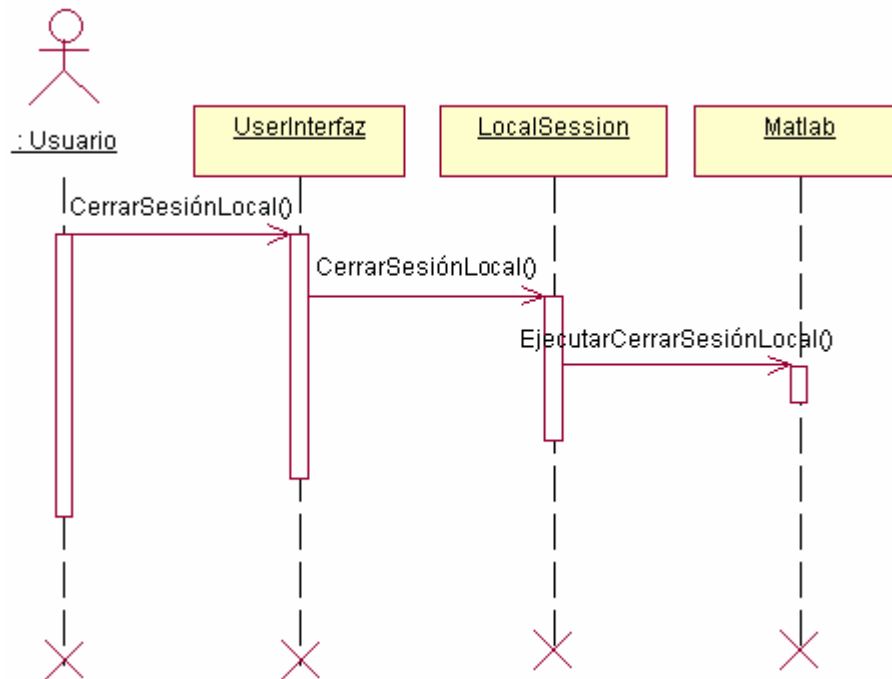 : Usuario
UserInterfaz
LocalSession
Matlab
CerrarSesiónLocal()
CerrarSesiónLocal()
EjecutarCerrarSesiónLocal()